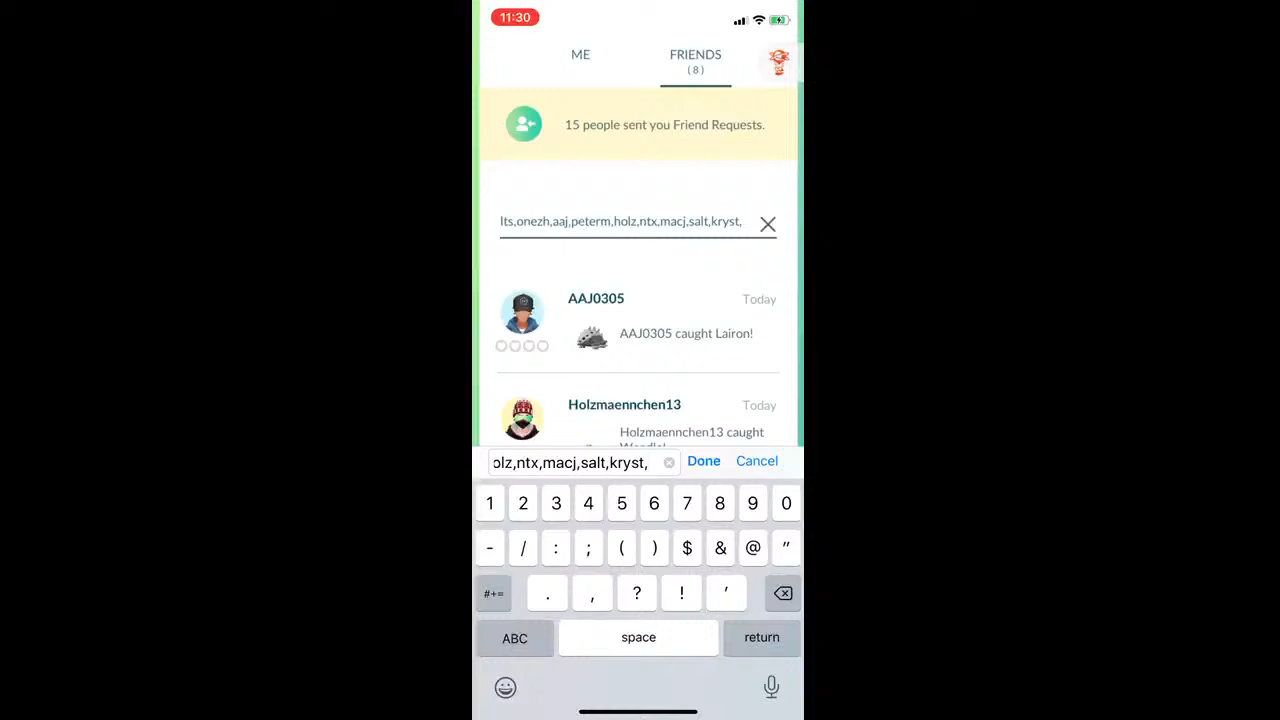 11:30
ME
FRIENDS
(8)
15 people sent you Friend Requests.
lts,onezh,aaj,peterm,holz,ntx,macj,salt,kryst,
AAJ0305
Today
AAJ0305 caught Lairon!
Holzmaennchen13
Today
Holzmaennchen13 caught
olz,ntx,macj,salt,kryst,
Done
Cancel
1 2 3 4 5 6 7 8 9 0
- / : ; ( ) $ & @ "
#+= . , ? ! '
ABC
space
return